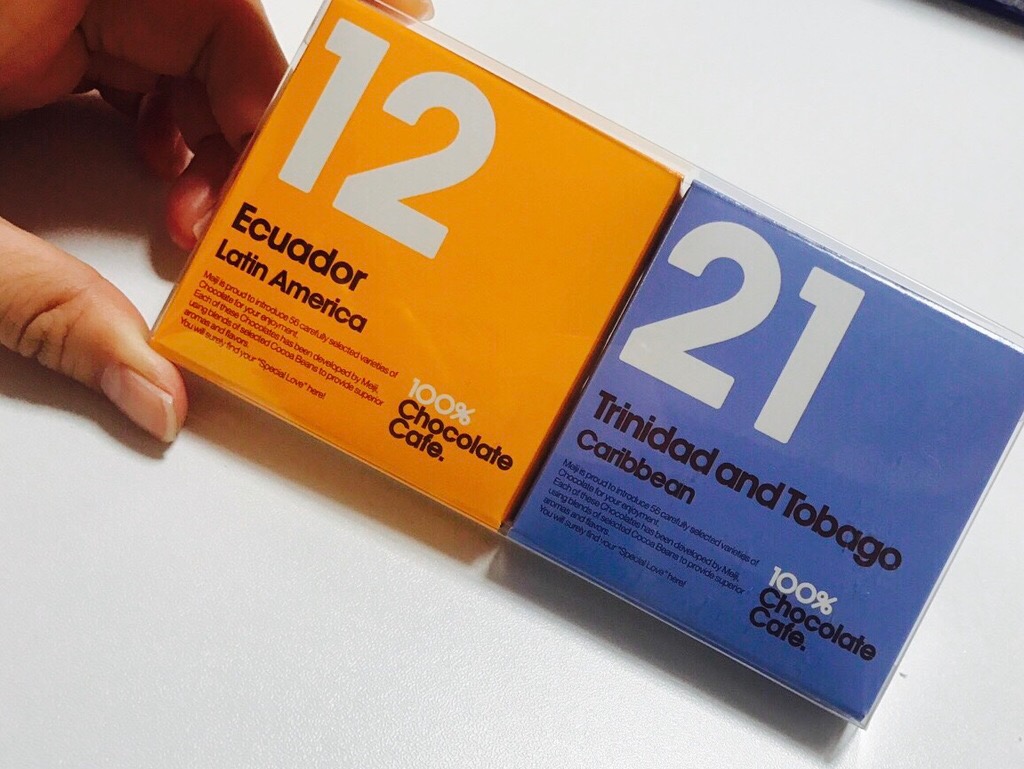 12
Ecuador
Latin America
Meiji is proud to introduce 56 carefully selected varieties of
Chocolate for your enjoyment.
Each of these Chocolates has been developed by Meiji,
using blends of selected Cocoa Beans to provide superior
aromas and flavors.
You will surely find your "Special Love" here!
100%
Chocolate
Cafe.
21
Trinidad and Tobago
Caribbean
Meiji is proud to introduce 56 carefully selected varieties of
Chocolate for your enjoyment.
Each of these Chocolates has been developed by Meiji,
using blends of selected Cocoa Beans to provide superior
aromas and flavors.
You will surely find your "Special Love" here!
100%
Chocolate
Cafe.